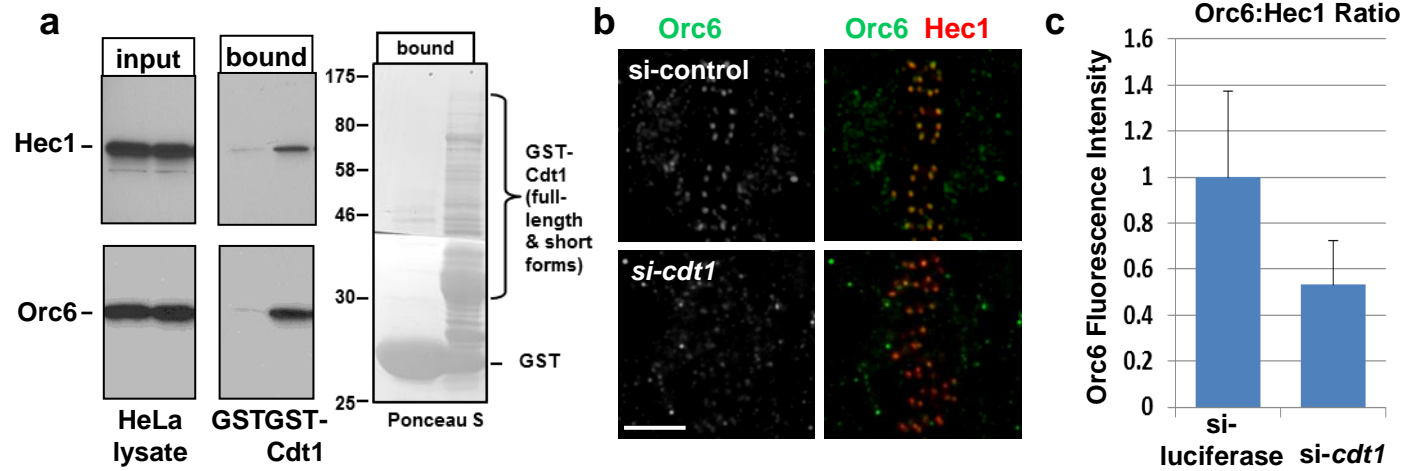 a
input
bound
Hec1
Orc6
HeLa
lysate
GSTGST-
Cdt1
bound
175
80
58
46
30
25
GST-
Cdt1
(full-
length
& short
forms)
GST
Ponceau S
b
Orc6
Orc6 Hec1
si-control
si-cdt1
c
Orc6:Hec1 Ratio
Orc6 Fluorescence Intensity
1.6
1.4
1.2
1
0.8
0.6
0.4
0.2
0
si-
luciferase
si-cdt1